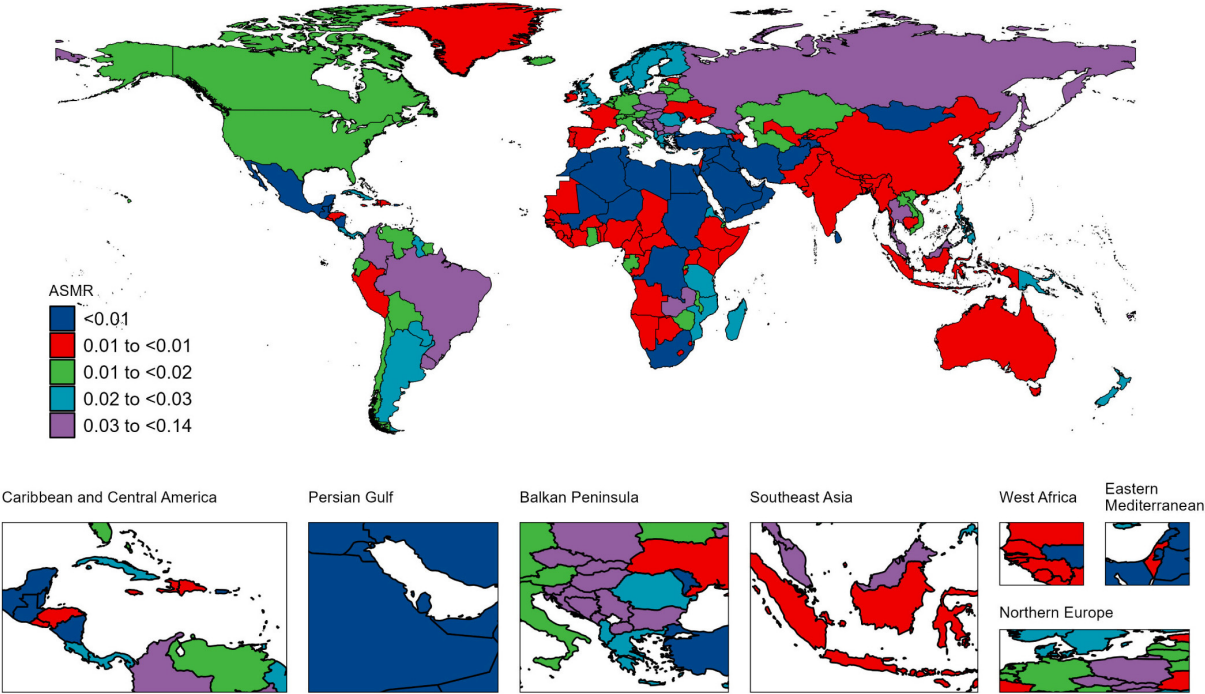 ASMR
<0.01
0.01 to <0.01
0.01 to <0.02
0.02 to <0.03
0.03 to <0.14
Caribbean and Central America
Persian Gulf
Balkan Peninsula
Southeast Asia
West Africa
Eastern
Mediterranean
Northern Europe